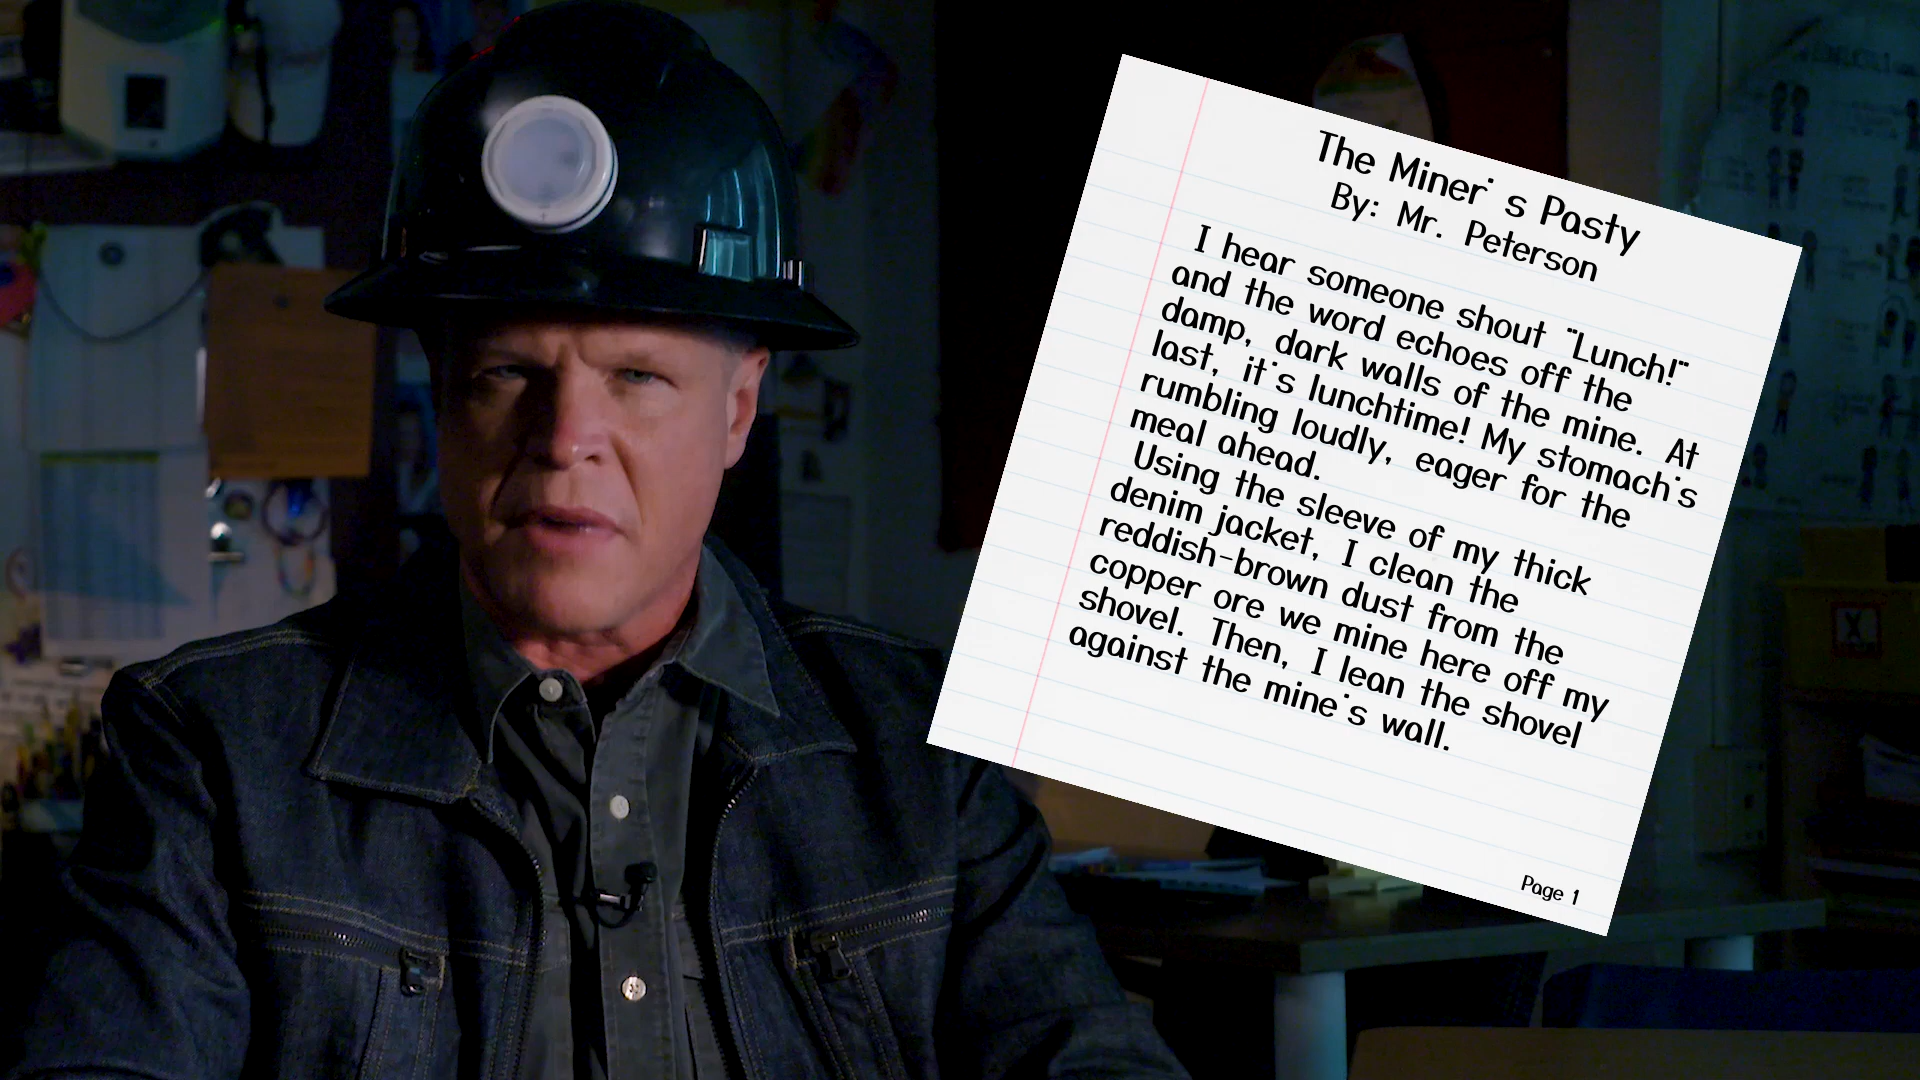 The Miner's Pasty
By: Mr. Peterson
I hear someone shout "Lunch!"
and the word echoes off the
damp, dark walls of the mine. At
last, it's lunchtime! My stomach's
rumbling loudly, eager for the
meal ahead.
Using the sleeve of my thick
denim jacket, I clean the
reddish-brown dust from the
copper ore we mine here off my
shovel. Then, I lean the shovel
against the mine's wall.
Page 1